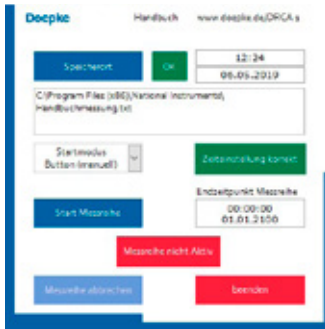 Doepke Handbuch www.doepke.de/DRCA s
Speicherort OK 12:24
06.05.2019
C:\Program Files (x86)\National Instruments\
Handbuchmessung.txt
Startmodus
Button (manuell)
Zeiteinstellung korrekt
Endzeitpunkt Messreihe
Start Messreihe 00:00:00
01.01.2100
Messreihe nicht Aktiv
Messreihe abbrechen beenden